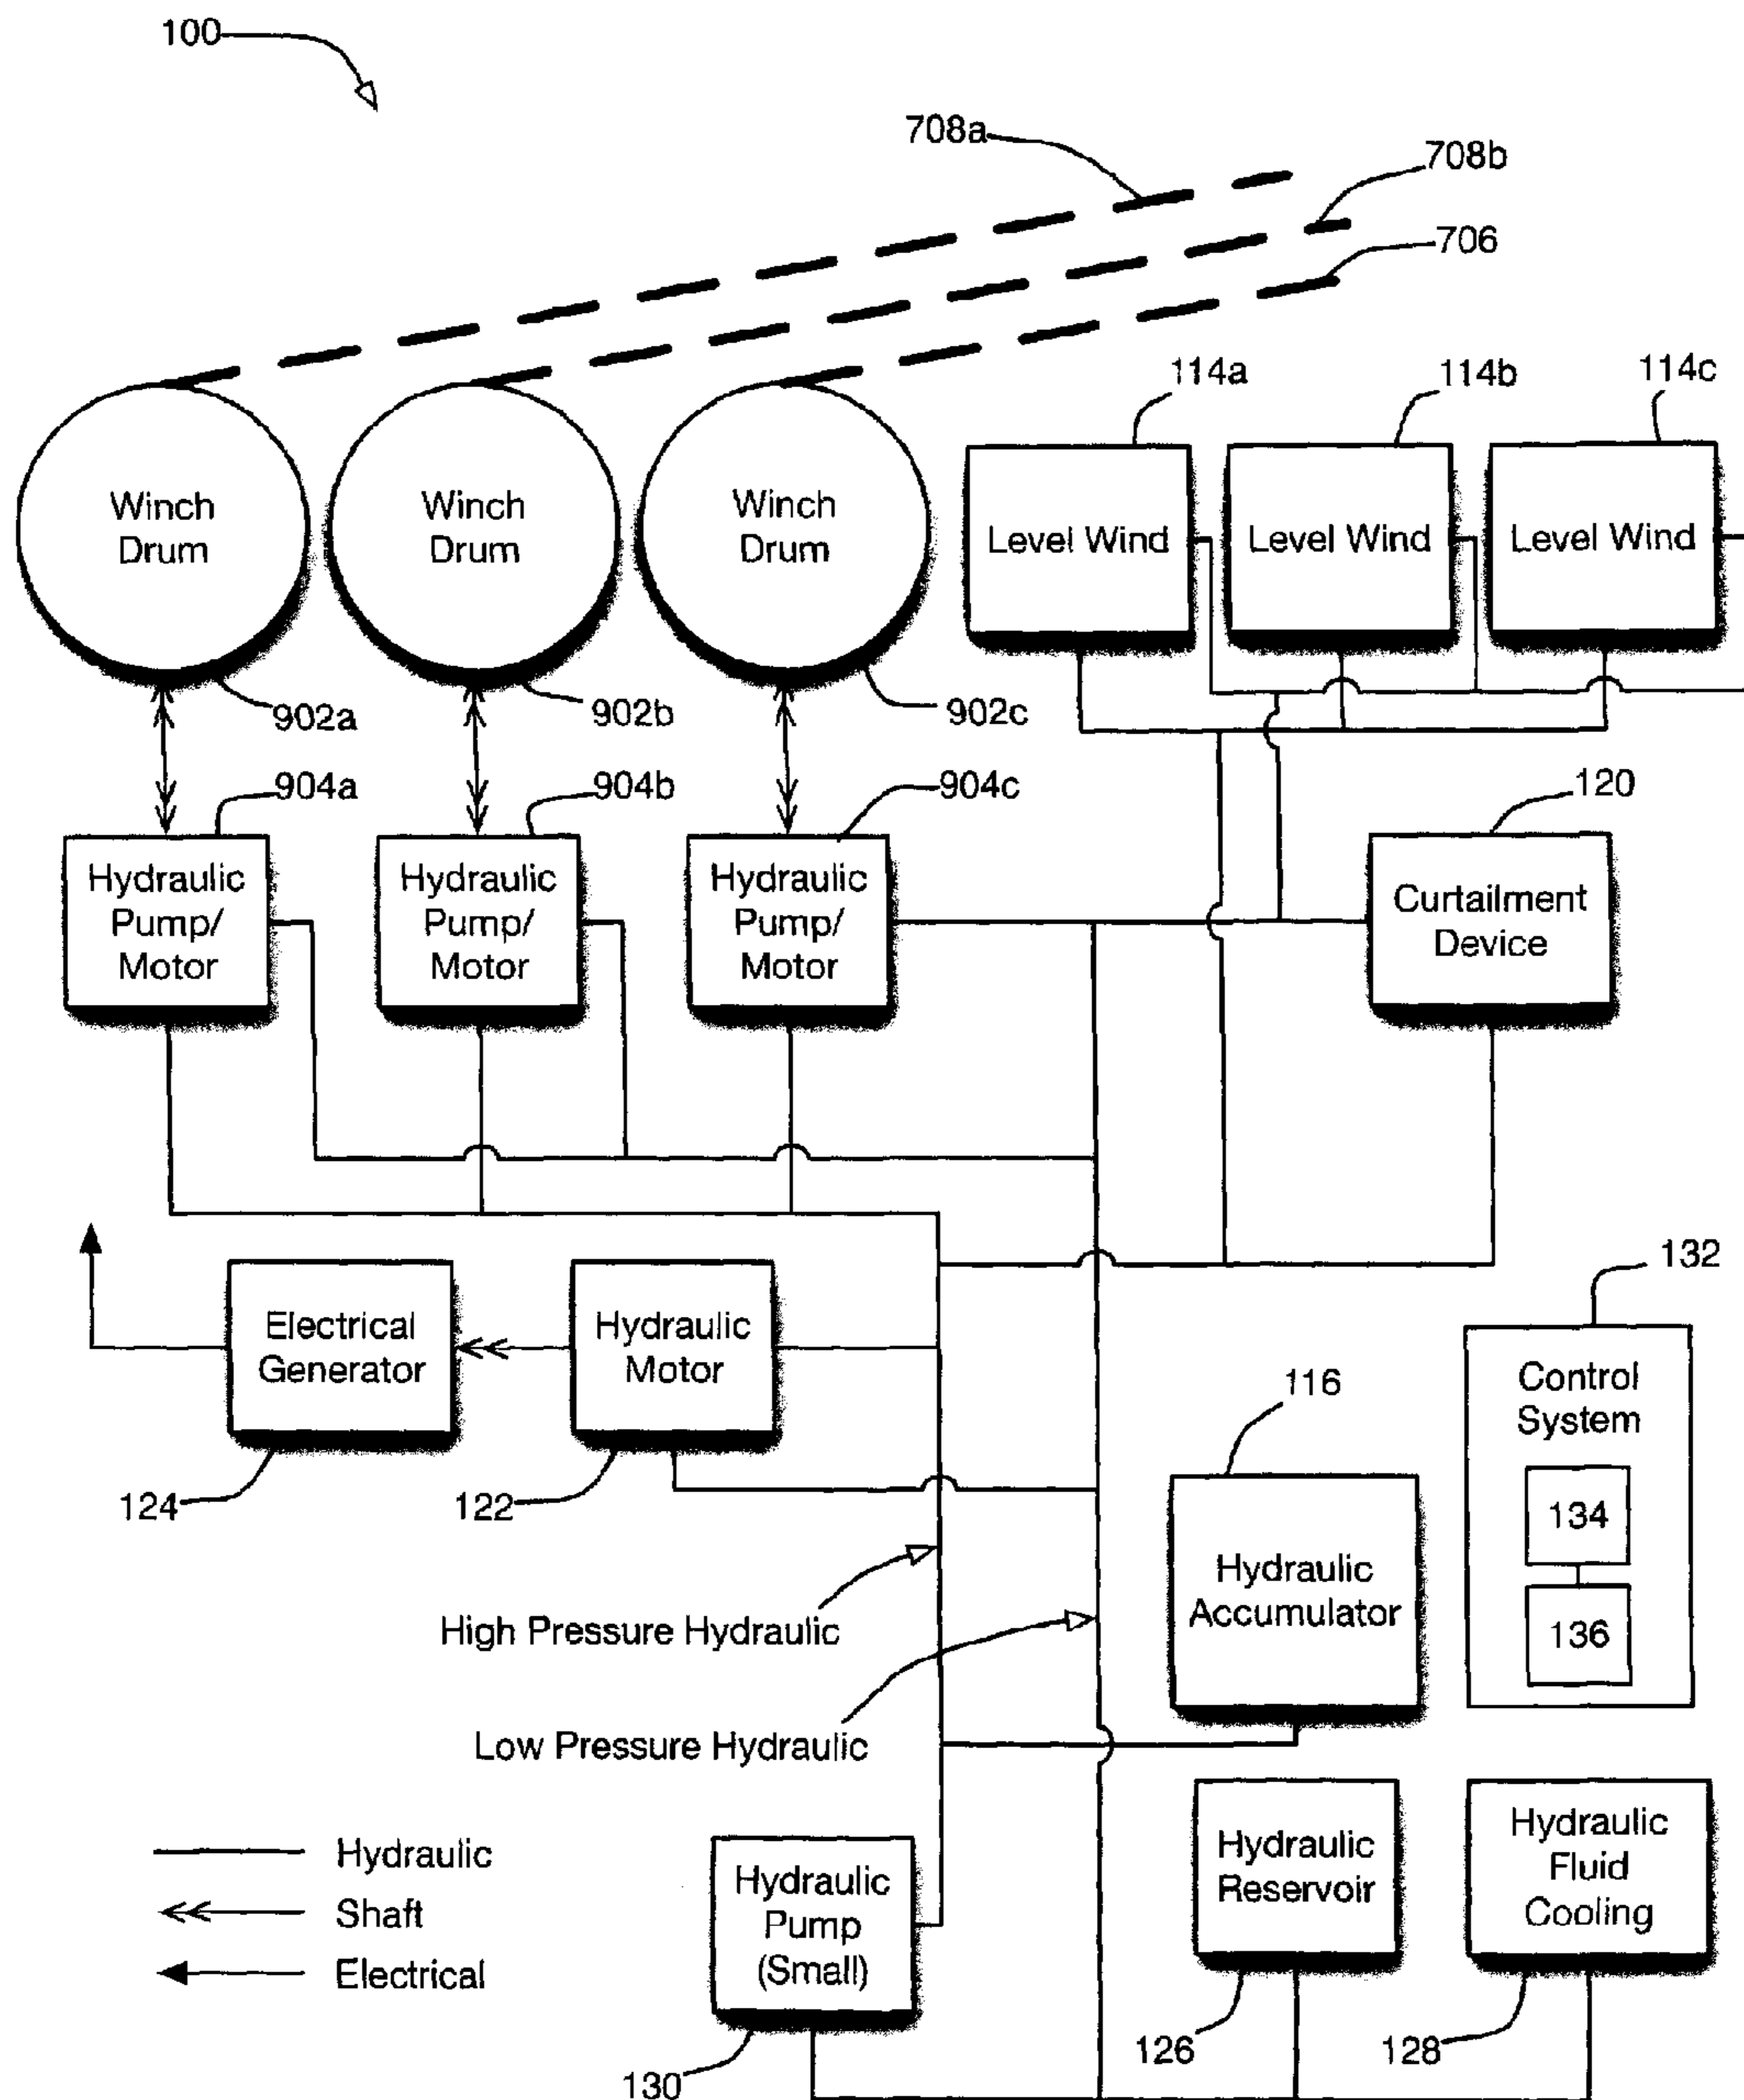 100
708a
708b
706
114a
114b
114c
Winch
Drum
Winch
Drum
Winch
Drum
Level Wind
Level Wind
Level Wind
902a
902b
902c
904a
904b
904c
120
Hydraulic
Pump/
Motor
Hydraulic
Pump/
Motor
Hydraulic
Pump/
Motor
Curtailment
Device
132
Electrical
Generator
Hydraulic
Motor
Control
System
116
124
122
134
136
Hydraulic
Accumulator
High Pressure Hydraulic
Low Pressure Hydraulic
Hydraulic
Shaft
Electrical
Hydraulic
Pump
(Small)
Hydraulic
Reservoir
Hydraulic
Fluid
Cooling
130
126
128